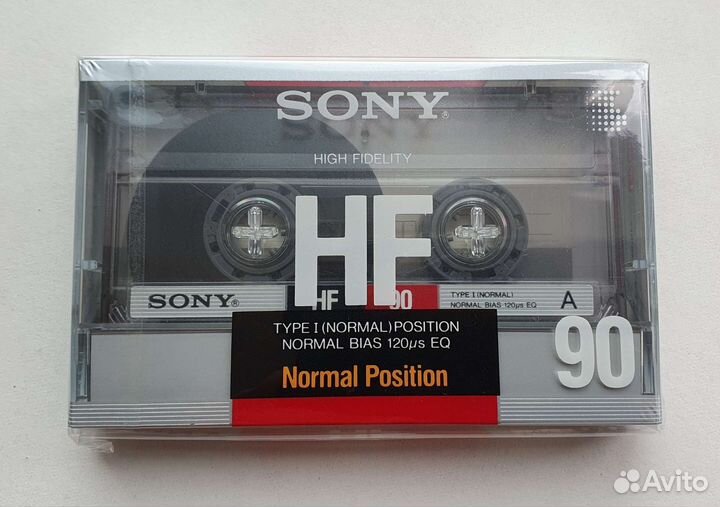 SONY®
HIGH FIDELITY
HF
SONY®
HF 90
TYPE I (NORMAL)
NORMAL BIAS 120µs EQ
A
TYPE I (NORMAL) POSITION
NORMAL BIAS 120µs EQ
Normal Position
90
Avito